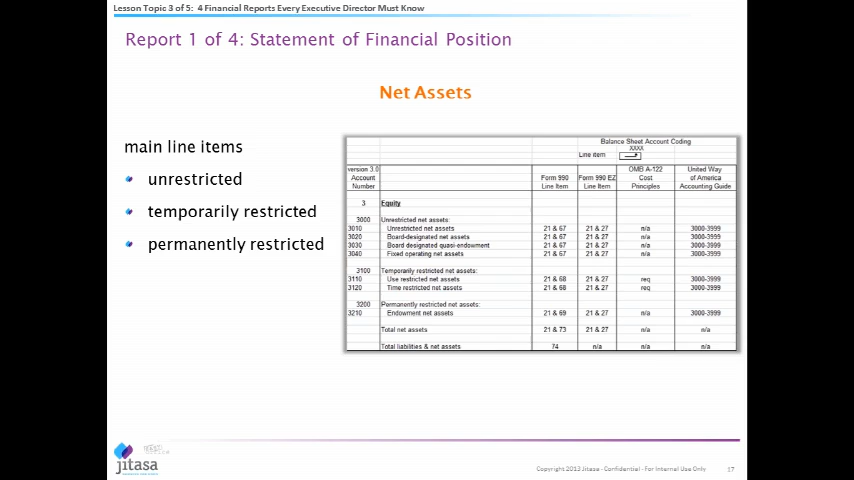 Lesson Topic 3 of 5: 4 Financial Reports Every Executive Director Must Know
Report 1 of 4: Statement of Financial Position
Net Assets
main line items
unrestricted
temporarily restricted
permanently restricted
Balance Sheet Account Coding
XXXX
Line item
version 3.0 OMB A-122 United Way
Account Form 990 Form 990 EZ Cost of America
Number Line Item Line Item Principles Accounting Guide
3 Equity
3000 Unrestricted net assets:
3010 Unrestricted net assets 21 & 67 21 & 27 n/a 3000-3999
3020 Board-designated net assets 21 & 67 21 & 27 n/a 3000-3999
3030 Board designated quasi-endowment 21 & 67 21 & 27 n/a 3000-3999
3040 Fixed operating net assets 21 & 67 21 & 27 n/a 3000-3999
3100 Temporarily restricted net assets:
3110 Use restricted net assets 21 & 68 21 & 27 req 3000-3999
3120 Time restricted net assets 21 & 68 21 & 27 req 3000-3999
3200 Permanently restricted net assets:
3210 Endowment net assets 21 & 69 21 & 27 n/a 3000-3999
Total net assets 21 & 73 21 & 27 n/a n/a
Total liabilities & net assets 74 n/a n/a n/a
jitasa
Copyright 2013 Jitasa - Confidential - For Internal Use Only 17